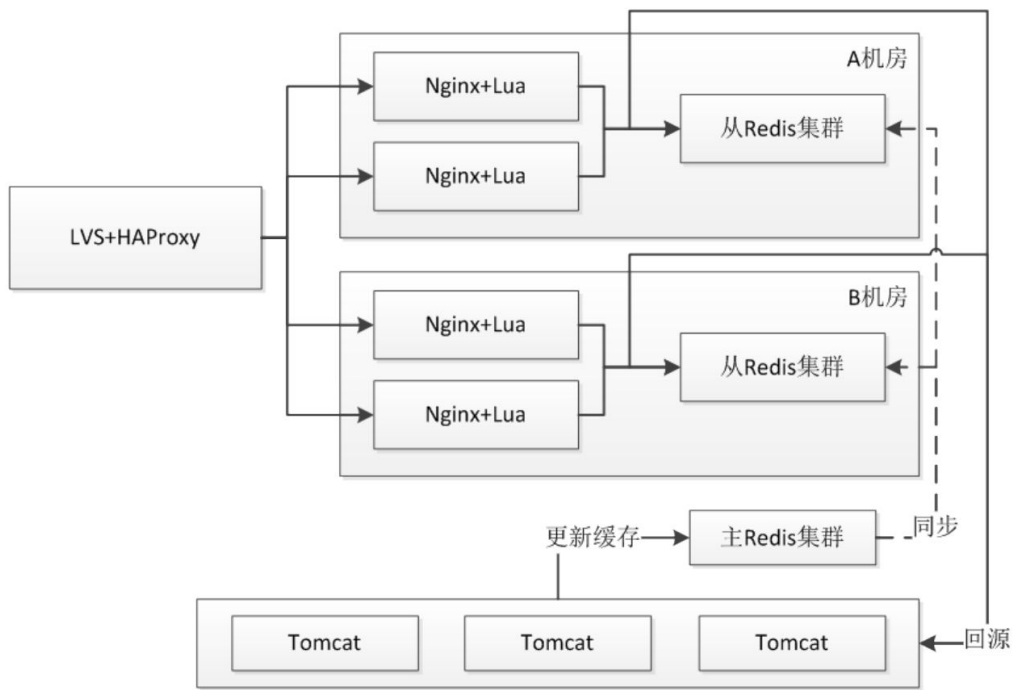 A机房
Nginx+Lua
从Redis集群
Nginx+Lua
LVS+HAProxy
B机房
Nginx+Lua
从Redis集群
Nginx+Lua
更新缓存
主Redis集群
同步
Tomcat
Tomcat
Tomcat
回源